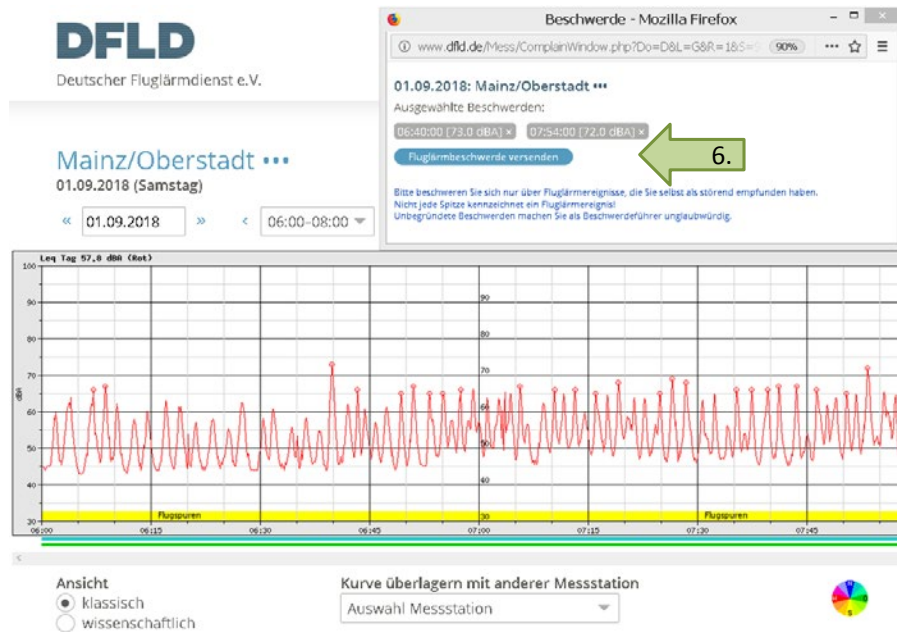 DFLD
Deutscher Fluglärmdienst e.V.
Beschwerde - Mozilla Firefox
www.dfld.de/Mess/ComplainWindow.php?Do=D&L=G&R=1&S=
90%
01.09.2018: Mainz/Oberstadt •••
Ausgewählte Beschwerden:
06:40:00 [73.0 dBA] × 07:54:00 [72.0 dBA] ×
Fluglärmbeschwerde versenden
6.
Bitte beschweren Sie sich nur über Fluglärmereignisse, die Sie selbst als störend empfunden haben.
Nicht jede Spitze kennzeichnet ein Fluglärmereignis!
Unbegründete Beschwerden machen Sie als Beschwerdeführer unglaubwürdig.
Mainz/Oberstadt •••
01.09.2018 (Samstag)
« 01.09.2018 » < 06:00-08:00
Leq Tag 57,8 dBA (Rot)
100
90 90
80 80
70 70
dBA
60 60
50 50
40 40
30 30
Flugspuren Flugspuren
06:00 06:15 06:30 06:45 07:00 07:15 07:30 07:45
Ansicht
klassisch
wissenschaftlich
Kurve überlagern mit anderer Messstation
Auswahl Messstation